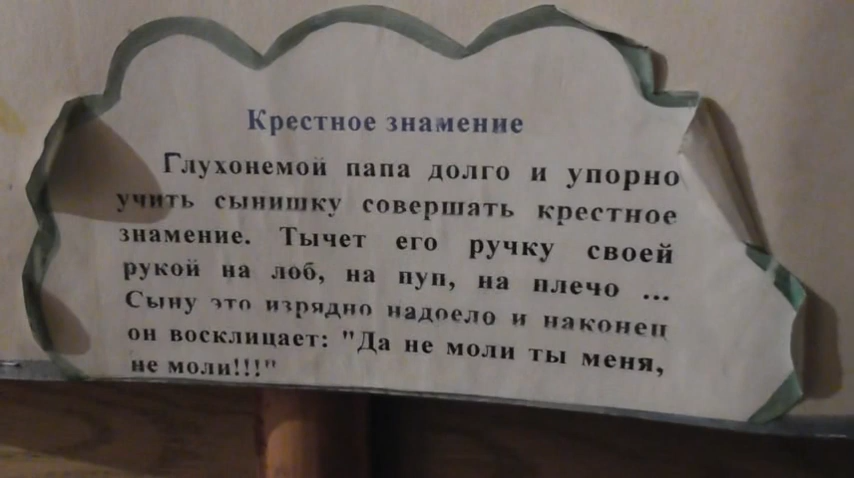 Крестное знамение
Глухонемой папа долго и упорно
учить сынишку совершать крестное
знамение. Тычет его ручку своей
рукой на лоб, на пуп, на плечо ...
Сыну это изрядно надоело и наконец
он восклицает: "Да не моли ты меня,
не моли!!!"